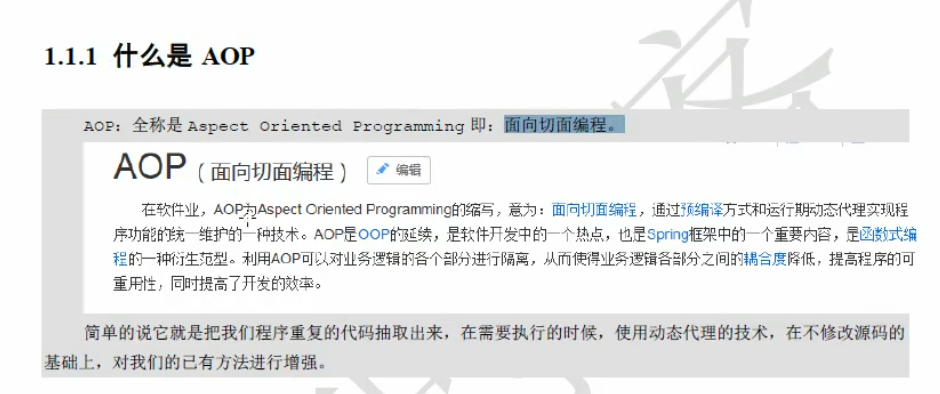 1.1.1 什么是 AOP
AOP：全称是 Aspect Oriented Programming 即：面向切面编程。
AOP（面向切面编程） 编辑
在软件业，AOP为Aspect Oriented Programming的缩写，意为：面向切面编程，通过预编译方式和运行期动态代理实现程
序功能的统一维护的一种技术。AOP是OOP的延续，是软件开发中的一个热点，也是Spring框架中的一个重要内容，是函数式编
程的一种衍生范型。利用AOP可以对业务逻辑的各个部分进行隔离，从而使得业务逻辑各部分之间的耦合度降低，提高程序的可
重用性，同时提高了开发的效率。
简单的说它就是把我们程序重复的代码抽取出来，在需要执行的时候，使用动态代理的技术，在不修改源码的
基础上，对我们的已有方法进行增强。